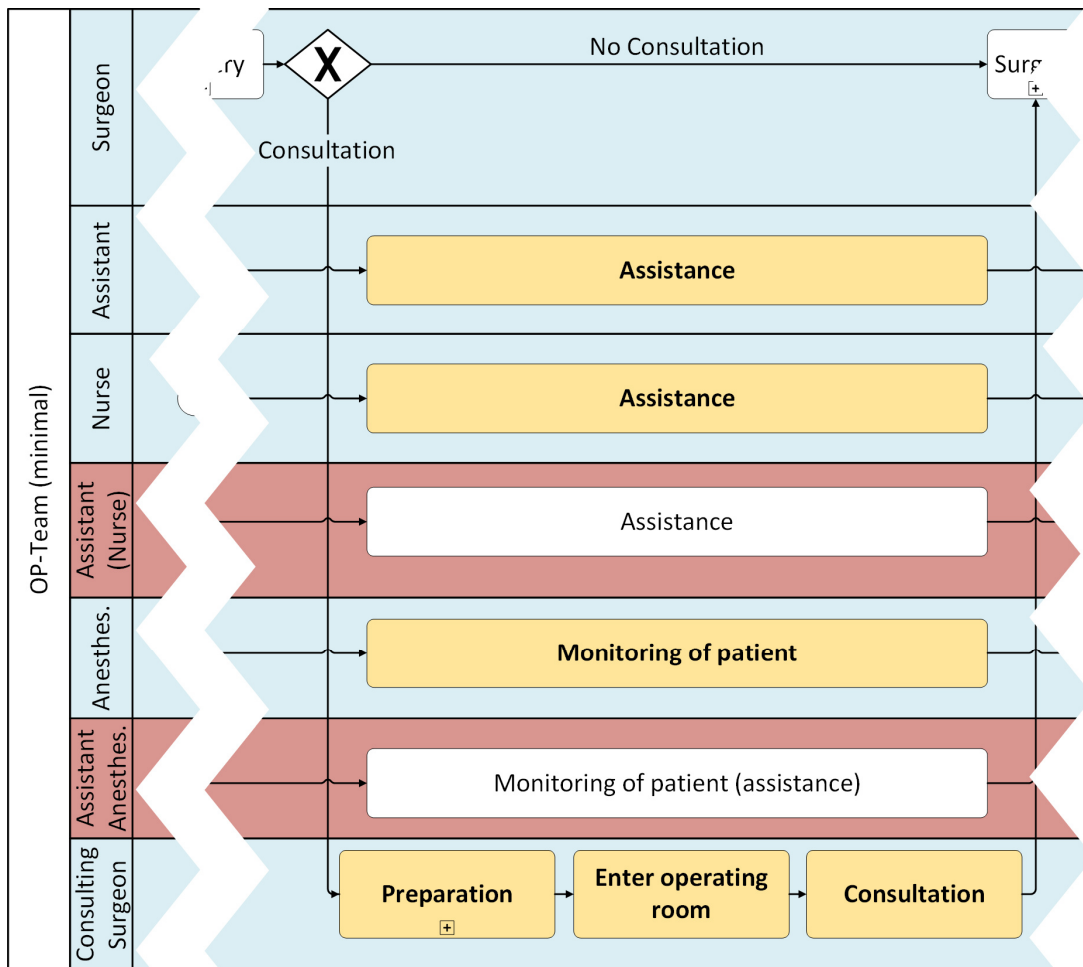 OP-Team (minimal)
Surgeon
X
No Consultation
Consultation
Assistant
Assistance
Nurse
Assistance
Assistant
(Nurse)
Assistance
Anesthes.
Monitoring of patient
Assistant
Anesthes.
Monitoring of patient (assistance)
Consulting
Surgeon
Preparation
Enter operating
room
Consultation